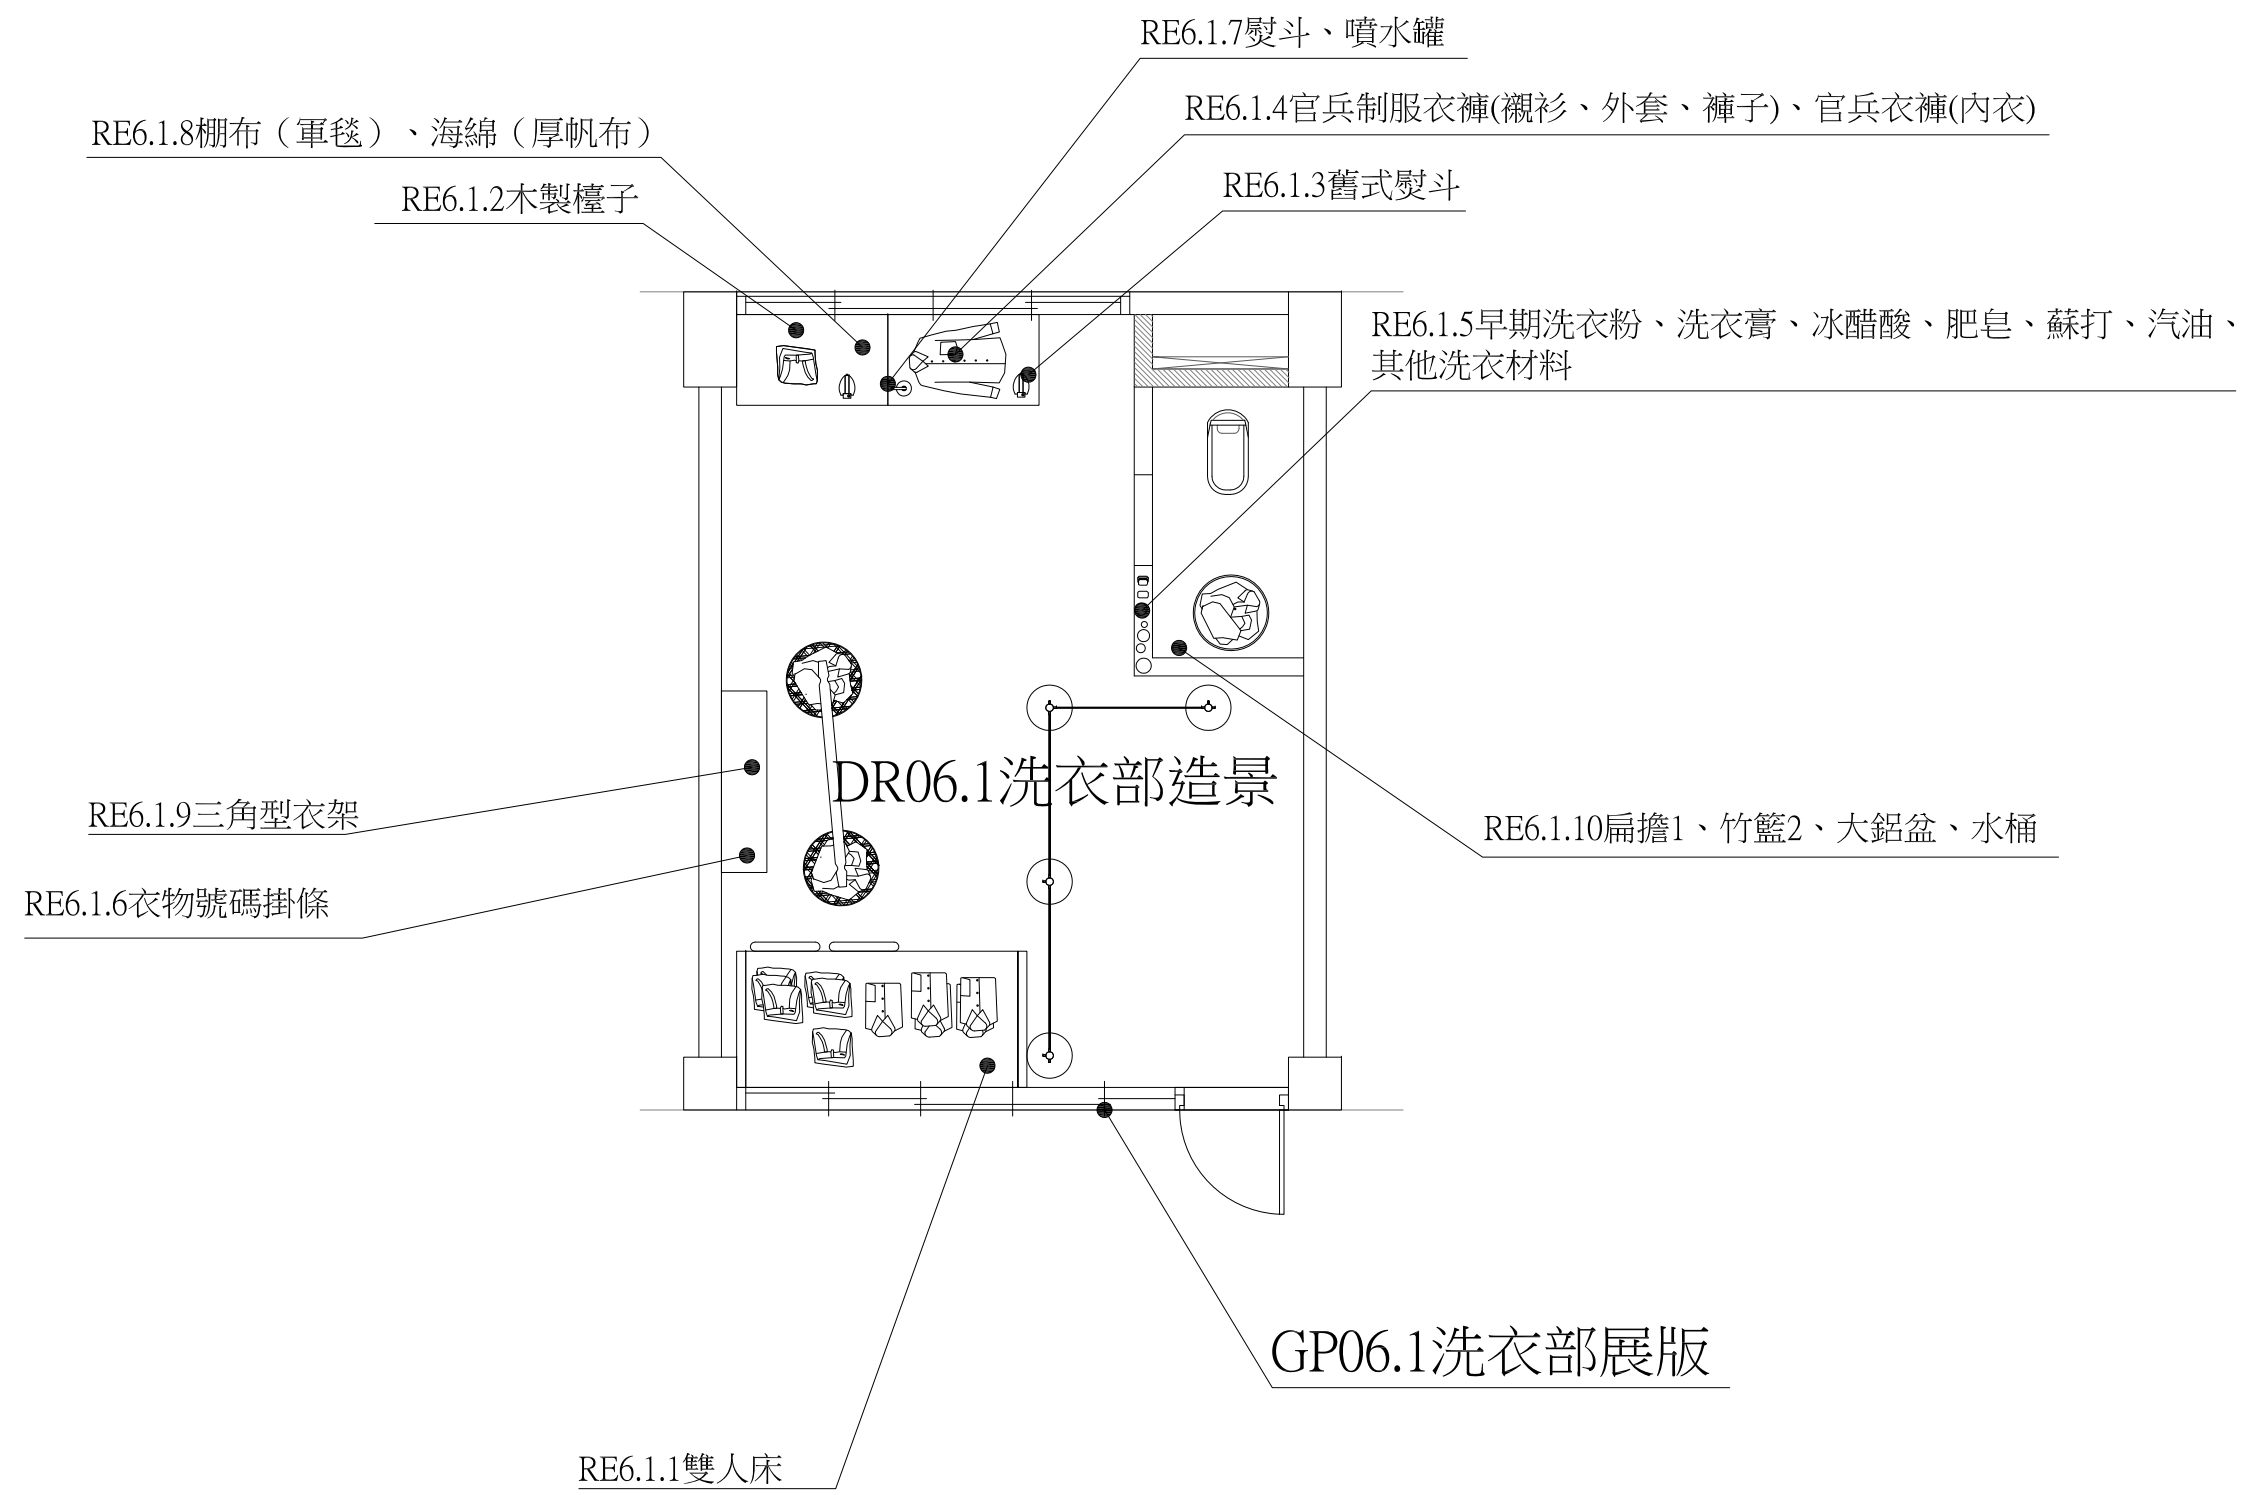 RE6.1.7熨斗、噴水罐
RE6.1.4官兵制服衣褲(襯衫、外套、褲子)、官兵衣褲(內衣)
RE6.1.8棚布（軍毯）、海綿（厚帆布）
RE6.1.2木製檯子
RE6.1.3舊式熨斗
RE6.1.5早期洗衣粉、洗衣膏、冰醋酸、肥皂、蘇打、汽油、
其他洗衣材料
DR06.1洗衣部造景
RE6.1.9三角型衣架
RE6.1.10扁擔1、竹籃2、大鋁盆、水桶
RE6.1.6衣物號碼掛條
GP06.1洗衣部展版
RE6.1.1雙人床